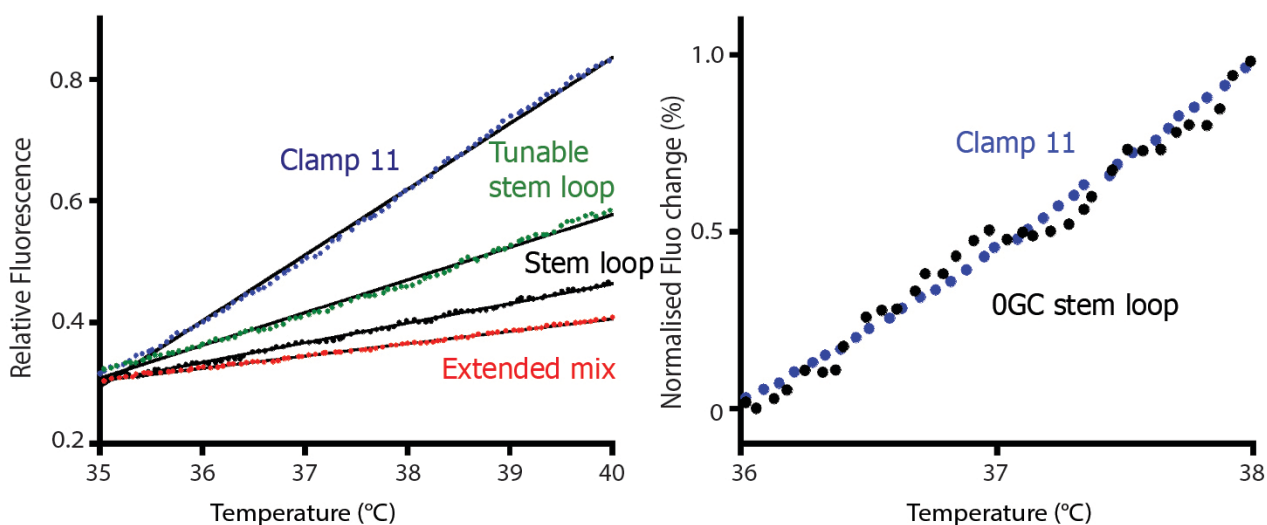 Relative Fluorescence
0.8
0.6
0.4
0.2
Clamp 11
Tunable
stem loop
Stem loop
Extended mix
35
36
37
38
39
40
Temperature (°C)
Normalised Fluo change (%)
1.0
0.5
0
Clamp 11
0GC stem loop
36
37
38
Temperature (°C)